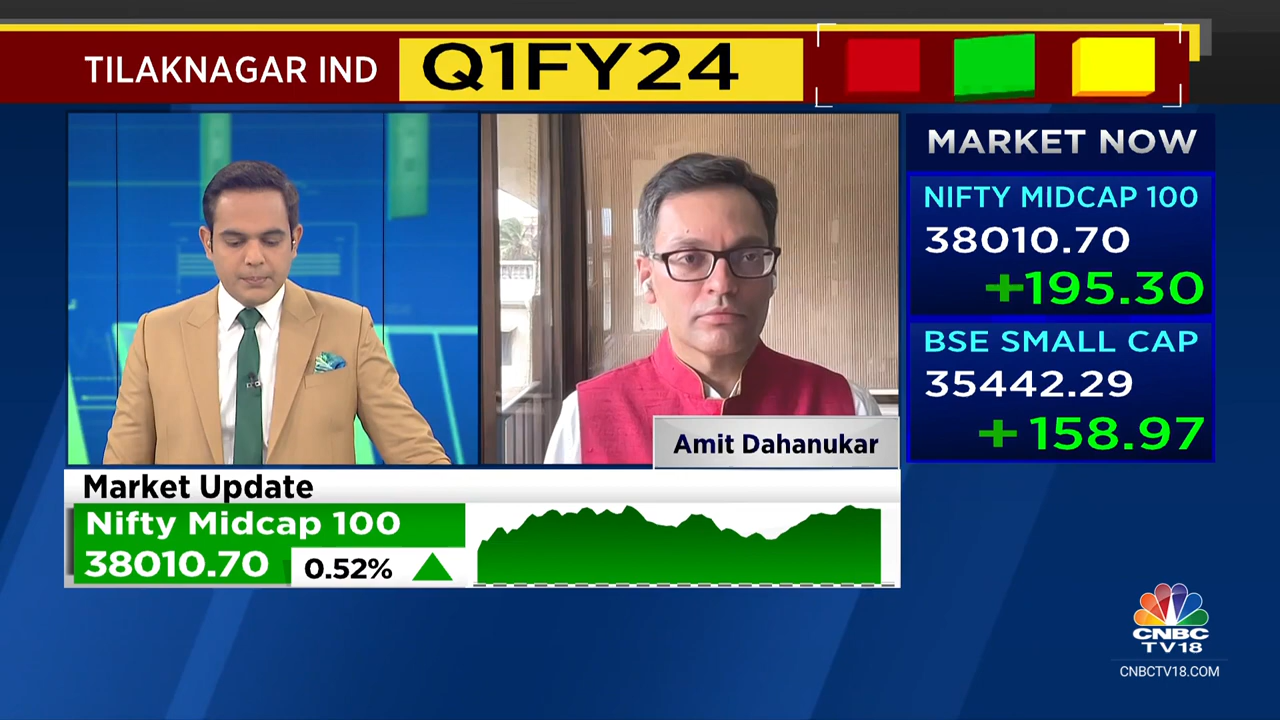 TILAKNAGAR IND
Q1FY24
MARKET NOW
NIFTY MIDCAP 100
38010.70
+195.30
BSE SMALL CAP
35442.29
+ 158.97
Amit Dahanukar
Market Update
Nifty Midcap 100
38010.70
0.52%
CNBC
TV18
CNBCTV18.COM